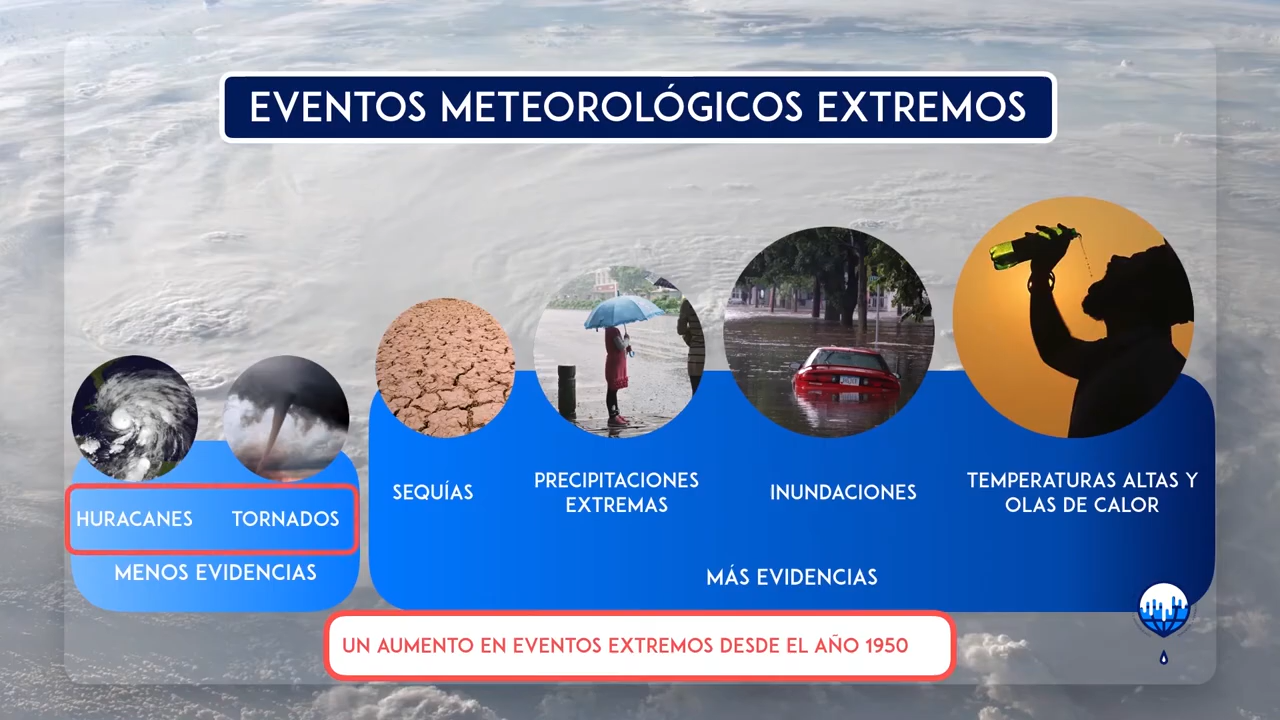 EVENTOS METEOROLÓGICOS EXTREMOS
HURACANES
TORNADOS
MENOS EVIDENCIAS
SEQUÍAS
PRECIPITACIONES
EXTREMAS
INUNDACIONES
TEMPERATURAS ALTAS Y
OLAS DE CALOR
MÁS EVIDENCIAS
UN AUMENTO EN EVENTOS EXTREMOS DESDE EL AÑO 1950